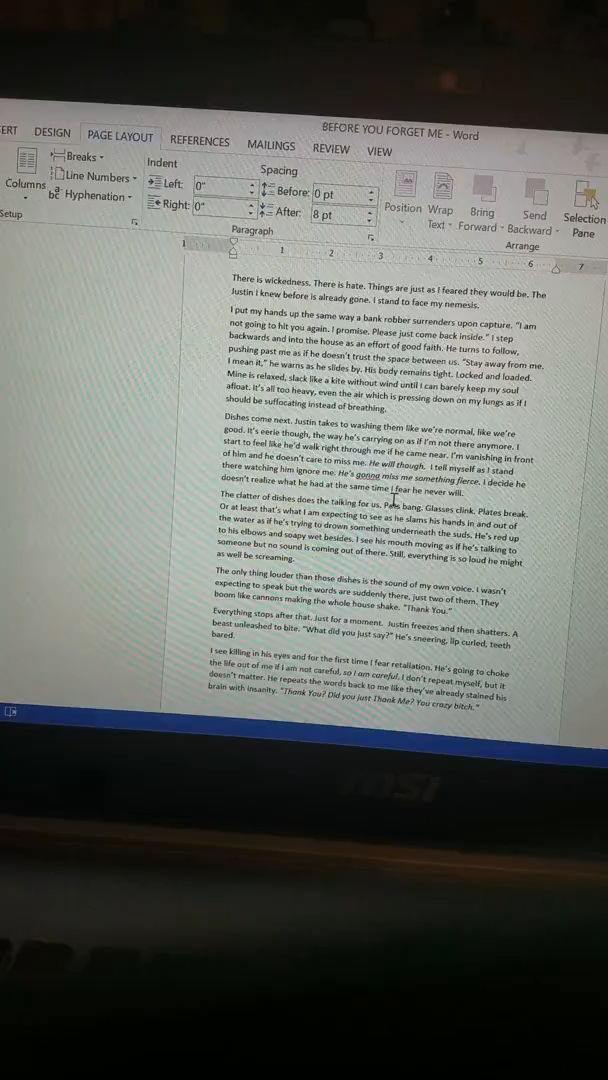 BEFORE YOU FORGET ME - Word
ERT DESIGN PAGE LAYOUT REFERENCES MAILINGS REVIEW VIEW
Columns
Breaks
Line Numbers
Hyphenation
Setup
Indent
Left: 0"
Right: 0"
Spacing
Before: 0 pt
After: 8 pt
Paragraph
Position
Wrap
Text
Bring
Forward
Send
Backward
Selection
Pane
Arrange
1 1 2 3 4 5 6 7
There is wickedness. There is hate. Things are just as I feared they would be. The
Justin I knew before is already gone. I stand to face my nemesis.
I put my hands up the same way a bank robber surrenders upon capture. "I am
not going to hit you again. I promise. Please just come back inside." I step
backwards and into the house as an effort of good faith. He turns to follow,
pushing past me as if he doesn't trust the space between us. "Stay away from me.
I mean it," he warns as he slides by. His body remains tight. Locked and loaded.
Mine is relaxed, slack like a kite without wind until I can barely keep my soul
afloat. It's all too heavy, even the air which is pressing down on my lungs as if I
should be suffocating instead of breathing.
Dishes come next. Justin takes to washing them like we're normal, like we're
good. It's eerie though, the way he's carrying on as if I'm not there anymore. I
start to feel like he'd walk right through me if he came near. I'm vanishing in front
of him and he doesn't care to miss me. He will though. I tell myself as I stand
there watching him ignore me. He's gonna miss me something fierce. I decide he
doesn't realize what he had at the same time I fear he never will.
The clatter of dishes does the talking for us. Pans bang. Glasses clink. Plates break.
Or at least that's what I am expecting to see as he slams his hands in and out of
the water as if he's trying to drown something underneath the suds. He's red up
to his elbows and soapy wet besides. I see his mouth moving as if he's talking to
someone but no sound is coming out of there. Still, everything is so loud he might
as well be screaming.
The only thing louder than those dishes is the sound of my own voice. I wasn't
expecting to speak but the words are suddenly there, just two of them. They
boom like cannons making the whole house shake. "Thank You."
Everything stops after that. Just for a moment. Justin freezes and then shatters. A
beast unleashed to bite. "What did you just say?" He's sneering, lip curled, teeth
bared.
I see killing in his eyes and for the first time I fear retaliation. He's going to choke
the life out of me if I am not careful, so I am careful. I don't repeat myself, but it
doesn't matter. He repeats the words back to me like they've already stained his
brain with insanity. "Thank You? Did you just Thank Me? You crazy bitch."
msi